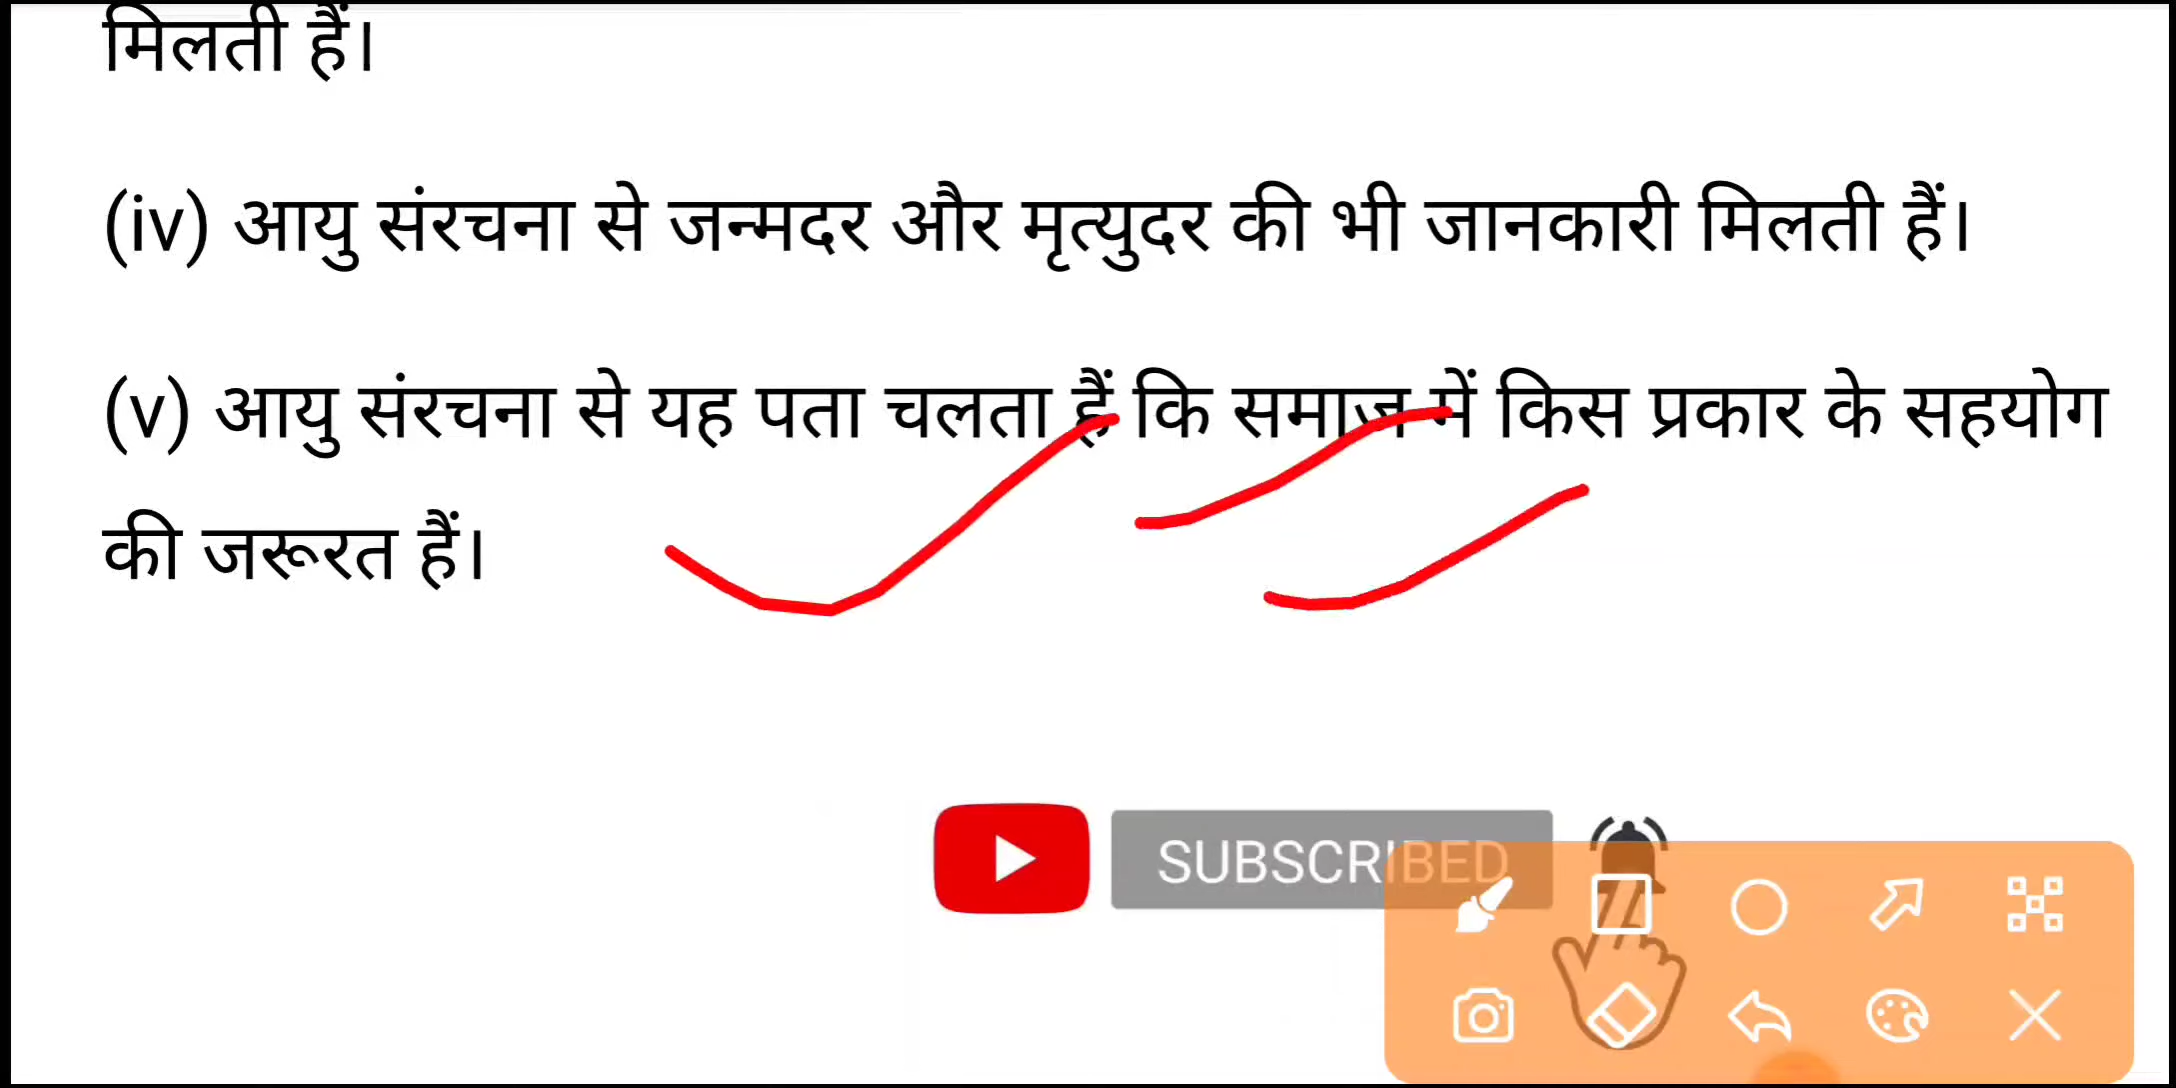 मिलती हैं।
(iv) आयु संरचना से जन्मदर और मृत्युदर की भी जानकारी मिलती हैं।
(v) आयु संरचना से यह पता चलता हैं कि समाज में किस प्रकार के सहयोग
की जरूरत हैं।
SUBSCRIBED